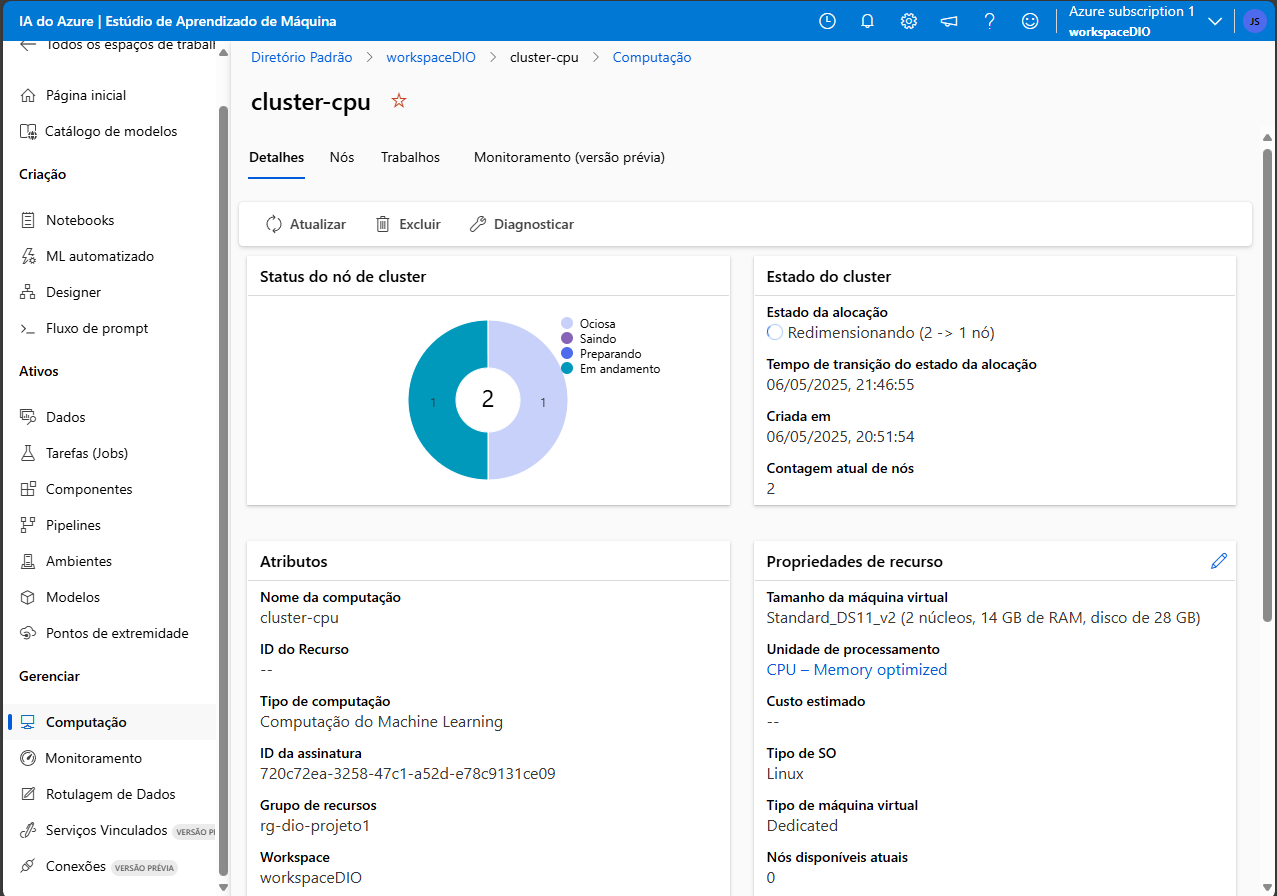 IA do Azure | Estúdio de Aprendizado de Máquina
Azure subscription 1
workspaceDIO
JS
Todos os espaços de traball
Página inicial
Catálogo de modelos
Criação
Notebooks
ML automatizado
Designer
Fluxo de prompt
Ativos
Dados
Tarefas (Jobs)
Componentes
Pipelines
Ambientes
Modelos
Pontos de extremidade
Gerenciar
Computação
Monitoramento
Rotulagem de Dados
Serviços Vinculados VERSÃO PI
Conexões VERSÃO PRÉVIA
Diretório Padrão > workspaceDIO > cluster-cpu > Computação
cluster-cpu
Detalhes Nós Trabalhos Monitoramento (versão prévia)
Atualizar Excluir Diagnosticar
Status do nó de cluster
Ociosa
Saindo
Preparando
Em andamento
1 2 1
Estado do cluster
Estado da alocação
Redimensionando (2 -> 1 nó)
Tempo de transição do estado da alocação
06/05/2025, 21:46:55
Criada em
06/05/2025, 20:51:54
Contagem atual de nós
2
Atributos
Nome da computação
cluster-cpu
ID do Recurso
--
Tipo de computação
Computação do Machine Learning
ID da assinatura
720c72ea-3258-47c1-a52d-e78c9131ce09
Grupo de recursos
rg-dio-projeto1
Workspace
workspaceDIO
Propriedades de recurso
Tamanho da máquina virtual
Standard_DS11_v2 (2 núcleos, 14 GB de RAM, disco de 28 GB)
Unidade de processamento
CPU – Memory optimized
Custo estimado
--
Tipo de SO
Linux
Tipo de máquina virtual
Dedicated
Nós disponíveis atuais
0